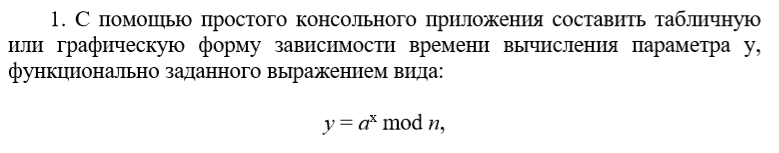 1. С помощью простого консольного приложения составить табличную
или графическую форму зависимости времени вычисления параметра y,
функционально заданного выражением вида:
y = aˣ mod n,